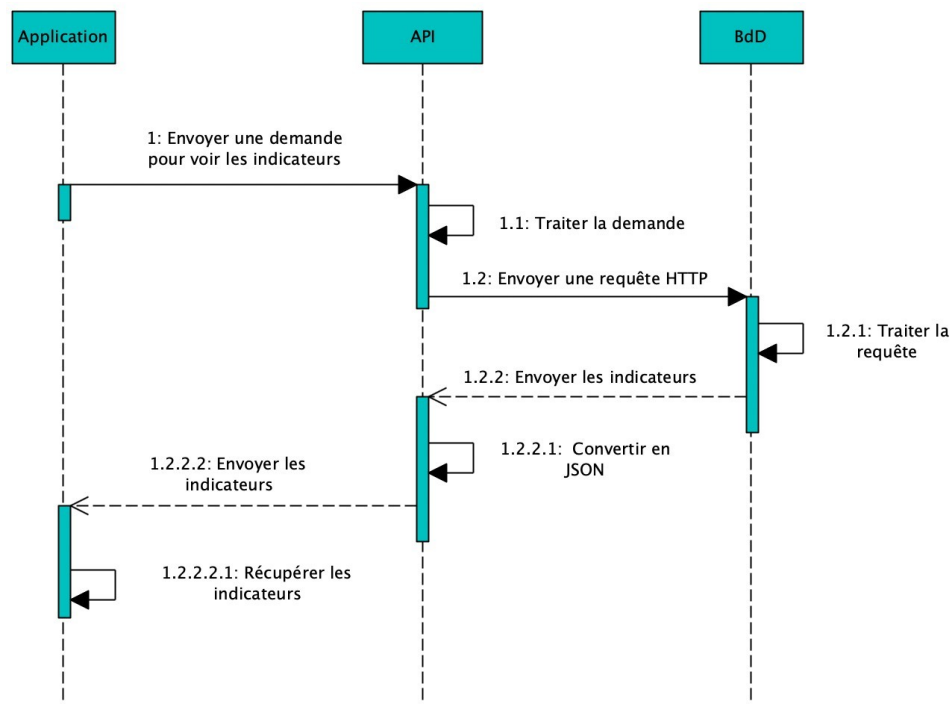 Application
API
BdD
1: Envoyer une demande
pour voir les indicateurs
1.1: Traiter la demande
1.2: Envoyer une requête HTTP
1.2.1: Traiter la
requête
1.2.2: Envoyer les indicateurs
1.2.2.1: Convertir en
JSON
1.2.2.2: Envoyer les
indicateurs
1.2.2.2.1: Récupérer les
indicateurs